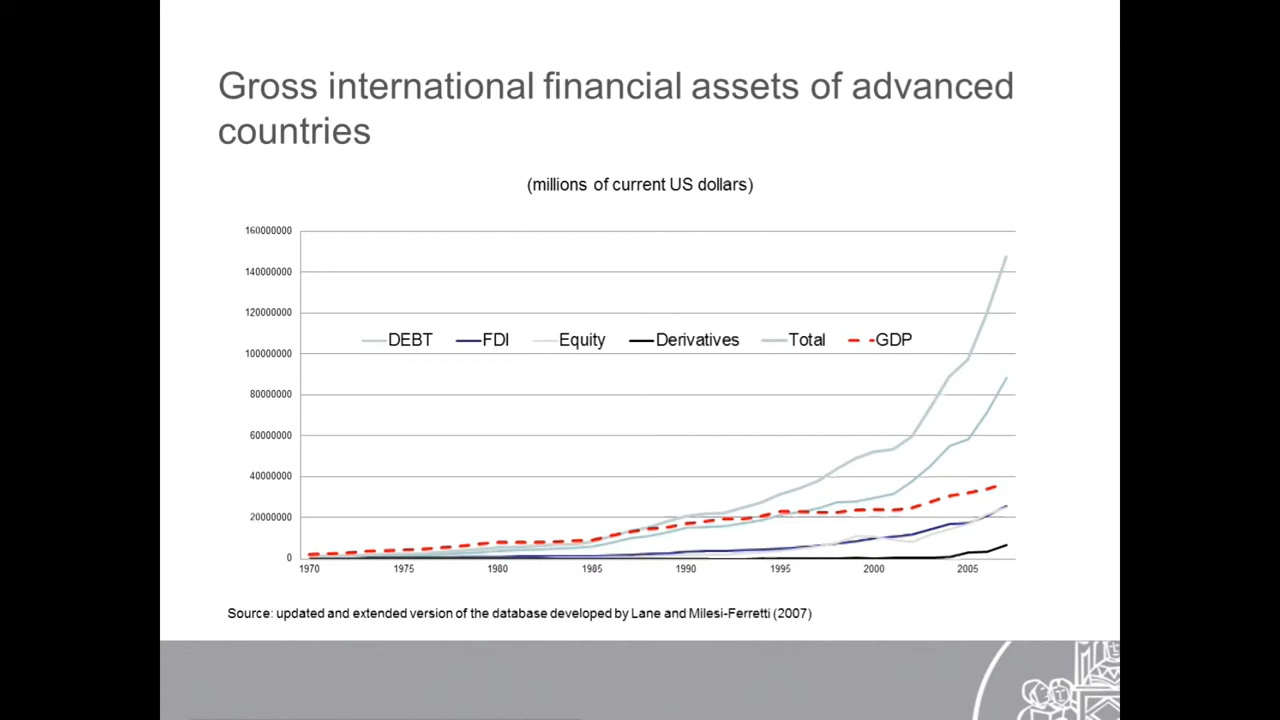 Gross international financial assets of advanced
countries
(millions of current US dollars)
160000000
140000000
120000000
DEBT FDI Equity Derivatives Total GDP
100000000
80000000
60000000
40000000
20000000
0
1970 1975 1980 1985 1990 1995 2000 2005
Source: updated and extended version of the database developed by Lane and Milesi-Ferretti (2007)